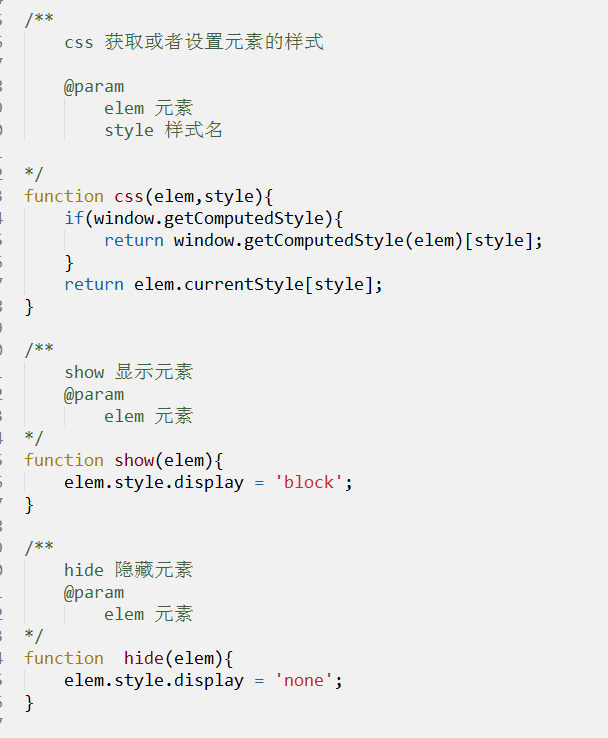 /**
css 获取或者设置元素的样式
@param
elem 元素
style 样式名
*/
function css(elem,style){
if(window.getComputedStyle){
return window.getComputedStyle(elem)[style];
}
return elem.currentStyle[style];
}
/**
show 显示元素
@param
elem 元素
*/
function show(elem){
elem.style.display = 'block';
}
/**
hide 隐藏元素
@param
elem 元素
*/
function  hide(elem){
elem.style.display = 'none';
}